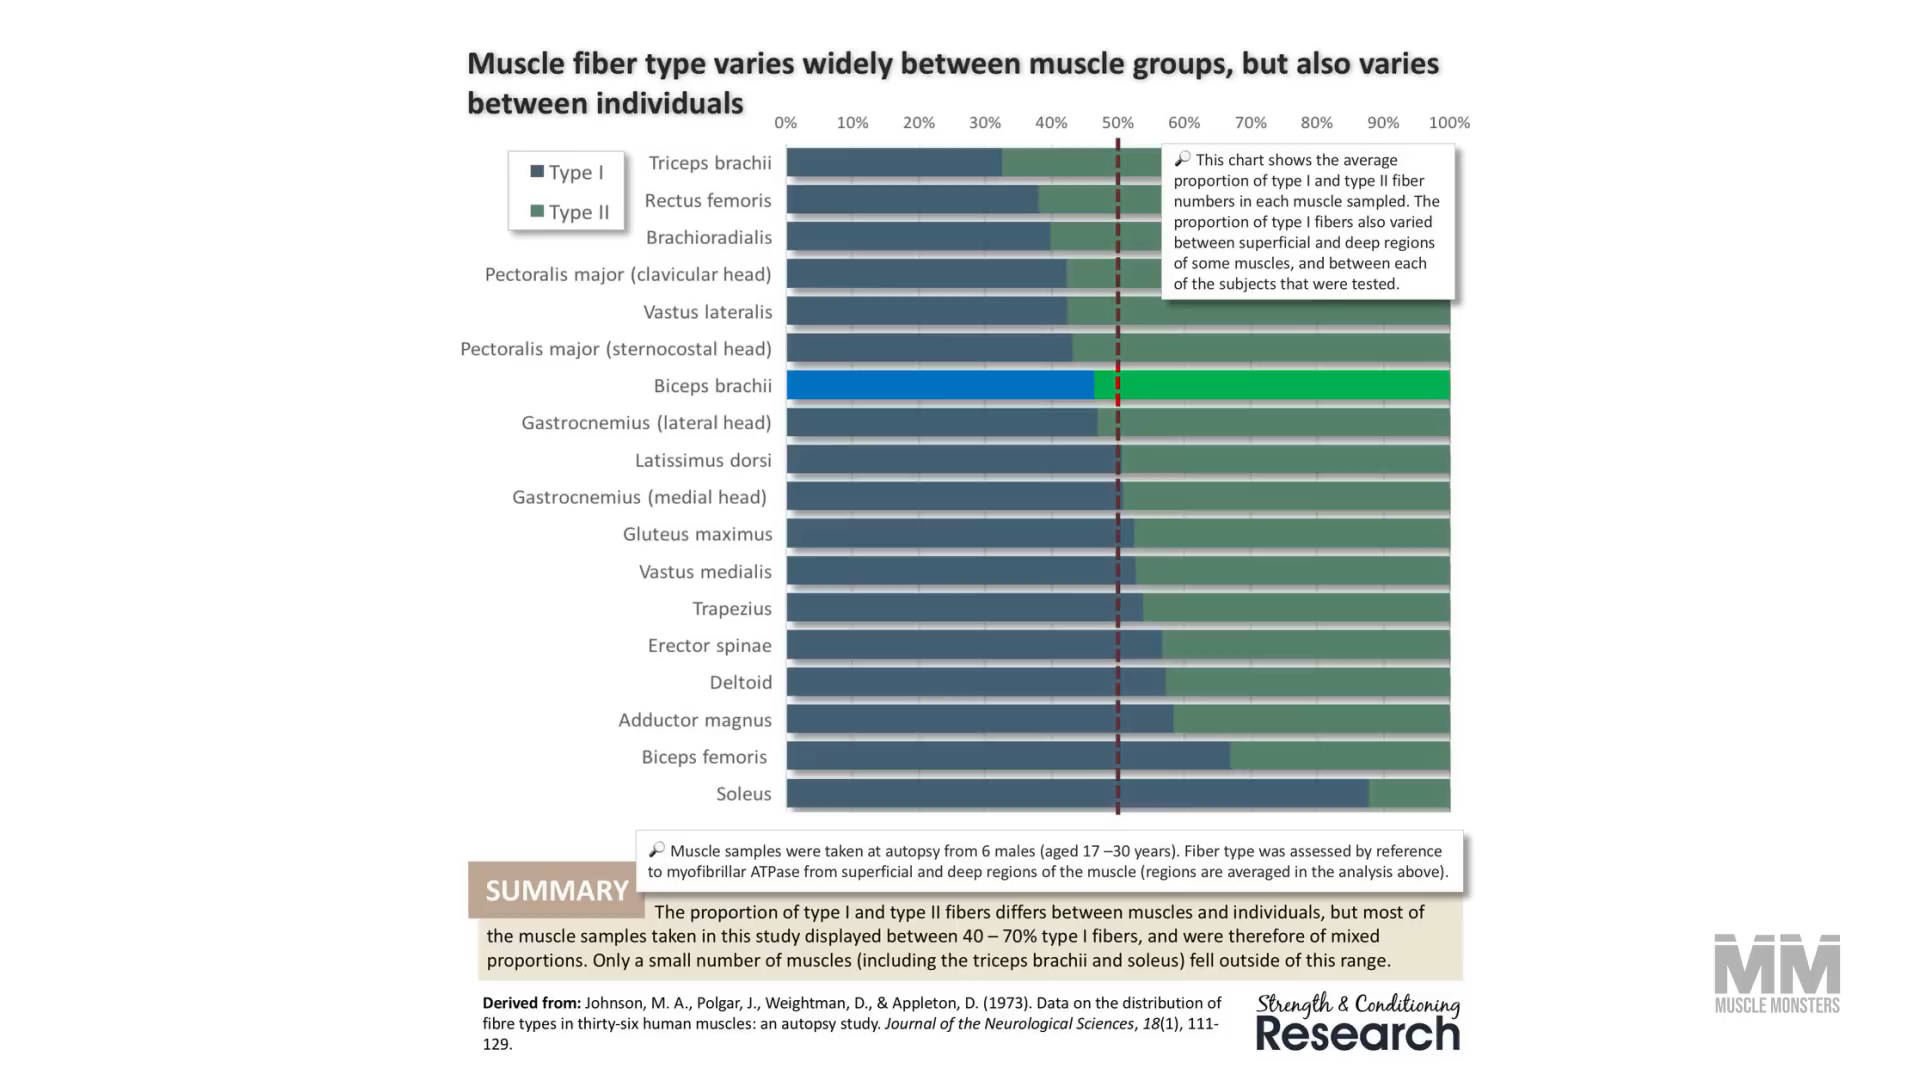 Muscle fiber type varies widely between muscle groups, but also varies
between individuals
0% 10% 20% 30% 40% 50% 60% 70% 80% 90% 100%
Type I
Type II
Triceps brachii
Rectus femoris
Brachioradialis
Pectoralis major (clavicular head)
Vastus lateralis
Pectoralis major (sternocostal head)
Biceps brachii
Gastrocnemius (lateral head)
Latissimus dorsi
Gastrocnemius (medial head)
Gluteus maximus
Vastus medialis
Trapezius
Erector spinae
Deltoid
Adductor magnus
Biceps femoris
Soleus
This chart shows the average
proportion of type I and type II fiber
numbers in each muscle sampled. The
proportion of type I fibers also varied
between superficial and deep regions
of some muscles, and between each
of the subjects that were tested.
Muscle samples were taken at autopsy from 6 males (aged 17 –30 years). Fiber type was assessed by reference
to myofibrillar ATPase from superficial and deep regions of the muscle (regions are averaged in the analysis above).
SUMMARY
The proportion of type I and type II fibers differs between muscles and individuals, but most of
the muscle samples taken in this study displayed between 40 – 70% type I fibers, and were therefore of mixed
proportions. Only a small number of muscles (including the triceps brachii and soleus) fell outside of this range.
Derived from: Johnson, M. A., Polgar, J., Weightman, D., & Appleton, D. (1973). Data on the distribution of
fibre types in thirty-six human muscles: an autopsy study. Journal of the Neurological Sciences, 18(1), 111-
129.
Strength & Conditioning
Research
MM
MUSCLE MONSTERS